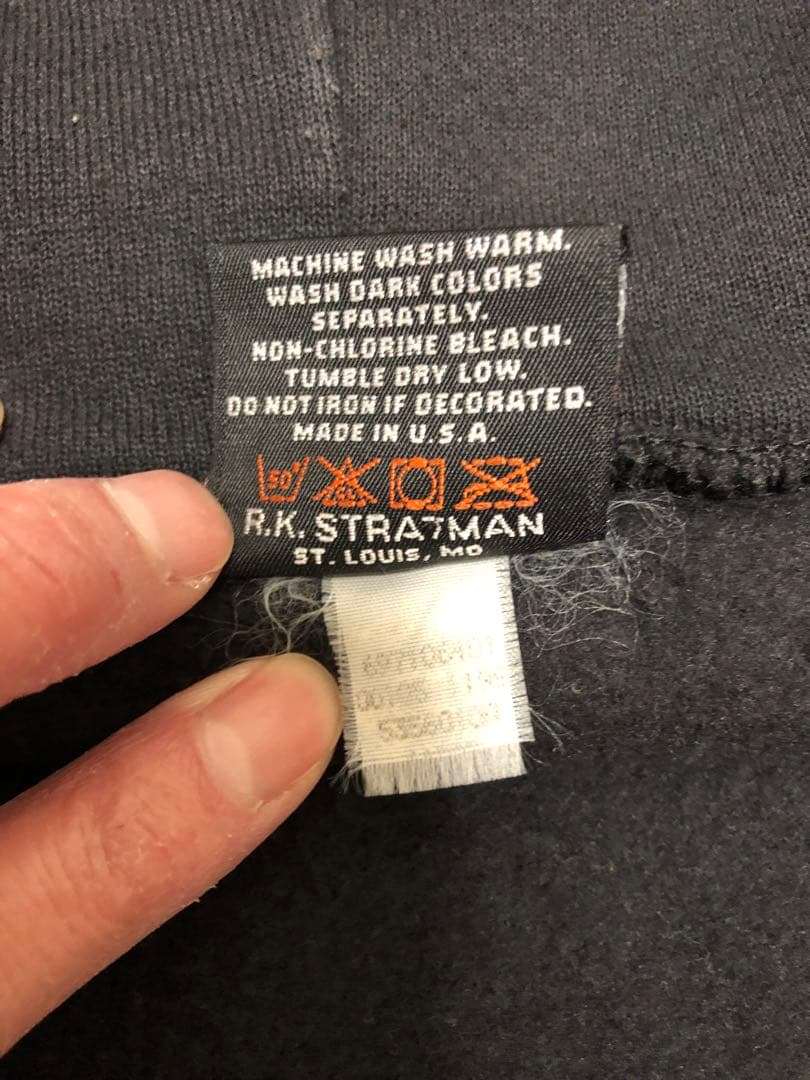 MACHINE WASH WARM.
WASH DARK COLORS
SEPARATELY.
NON-CHLORINE BLEACH.
TUMBLE DRY LOW.
DO NOT IRON IF DECORATED.
MADE IN U.S.A.
30°
R.K. STRATMAN
ST. LOUIS, MO